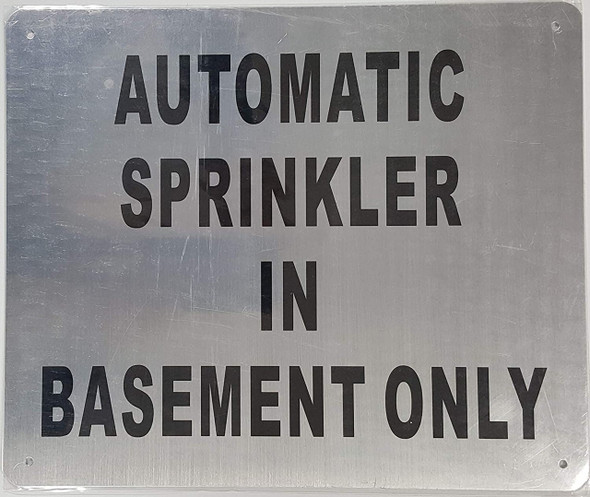 AUTOMATIC
SPRINKLER
IN
BASEMENT ONLY